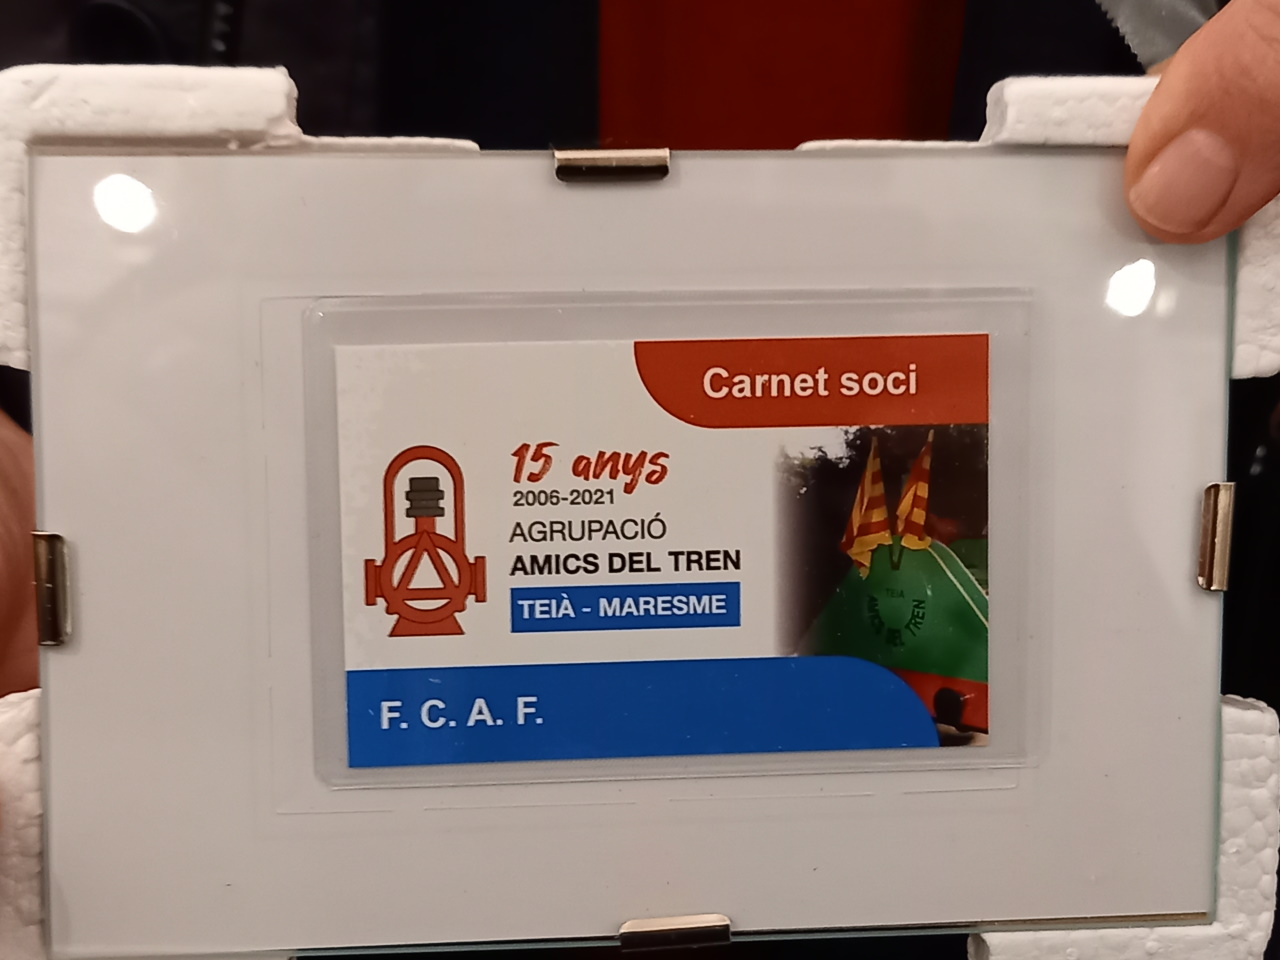 Carnet soci
15 anys
2006-2021
AGRUPACIÓ
AMICS DEL TREN
TEIÀ - MARESME
TEIÀ
AMICS DEL TREN
F. C. A. F.